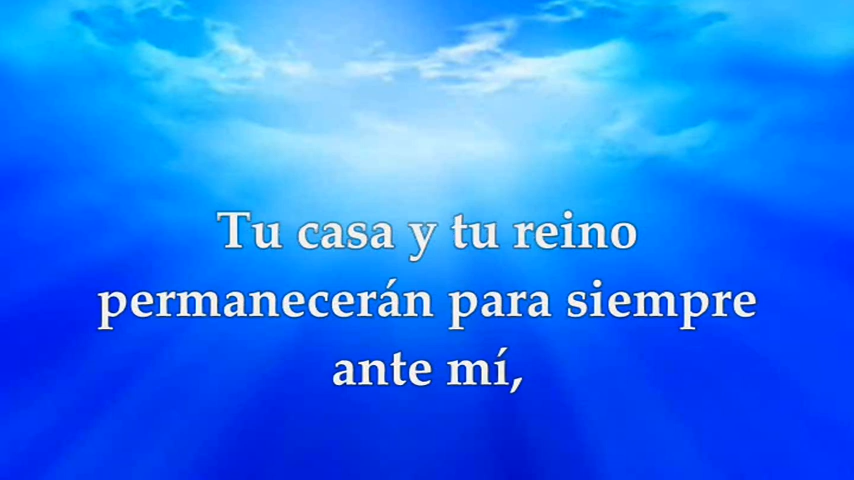 Tu casa y tu reino
permanecerán para siempre
ante mí,